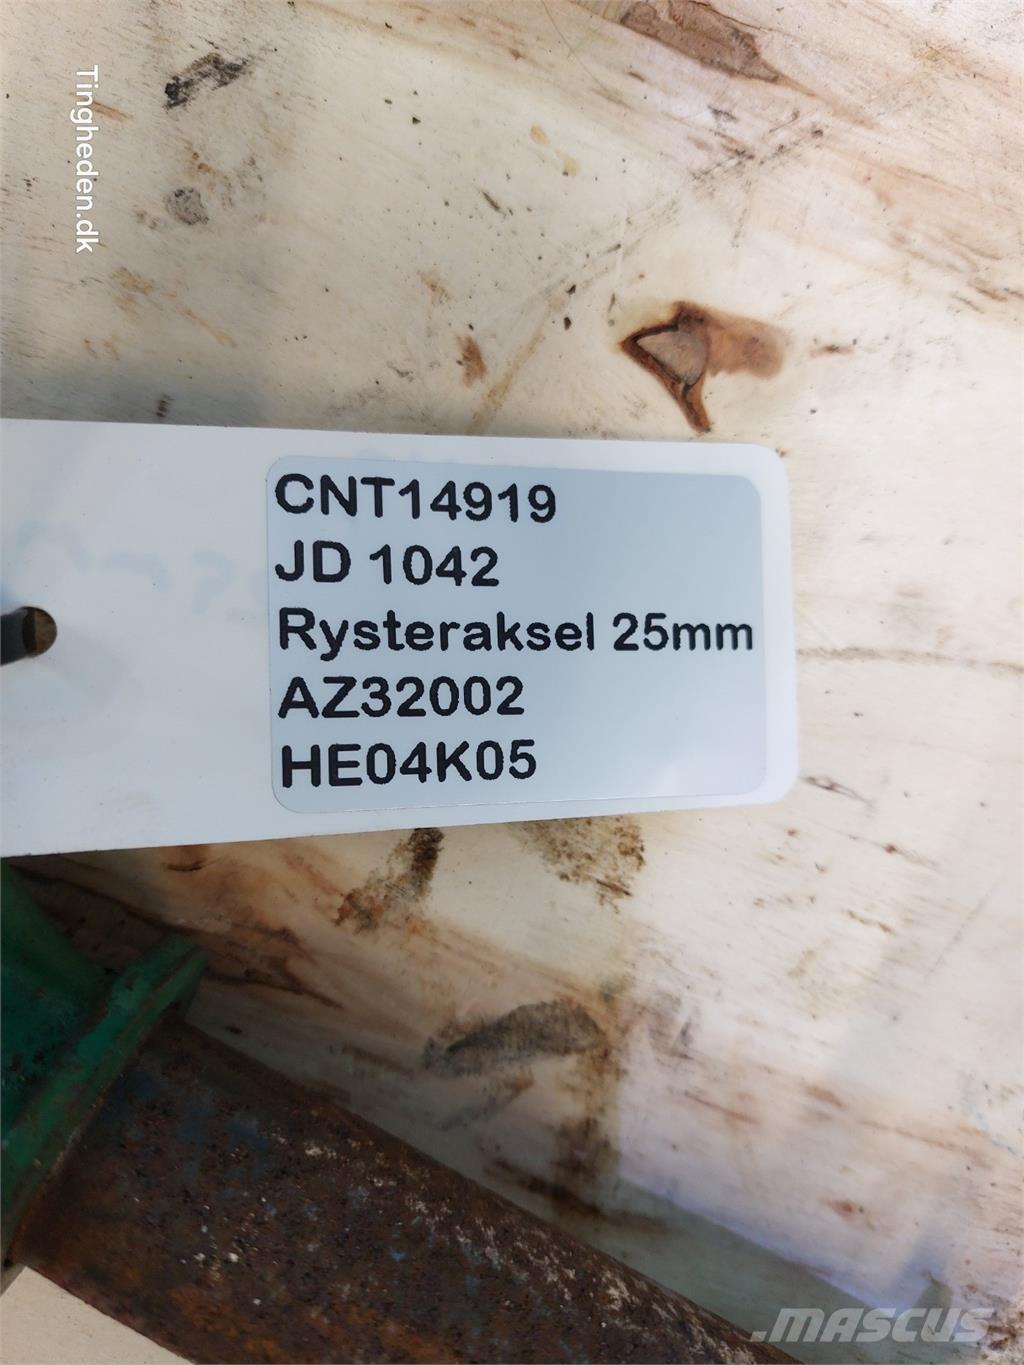 Tingheden.dk
CNT14919
JD 1042
Rysteraksel 25mm
AZ32002
HE04K05
.MASCUS